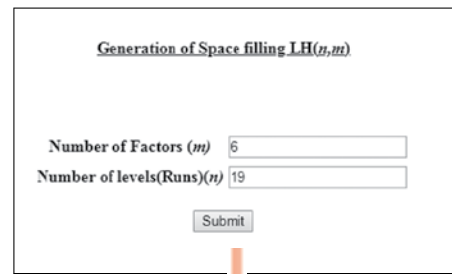 Generation of Space filling LH(n,m)
Number of Factors (m) 6
Number of levels(Runs)(n) 19
Submit